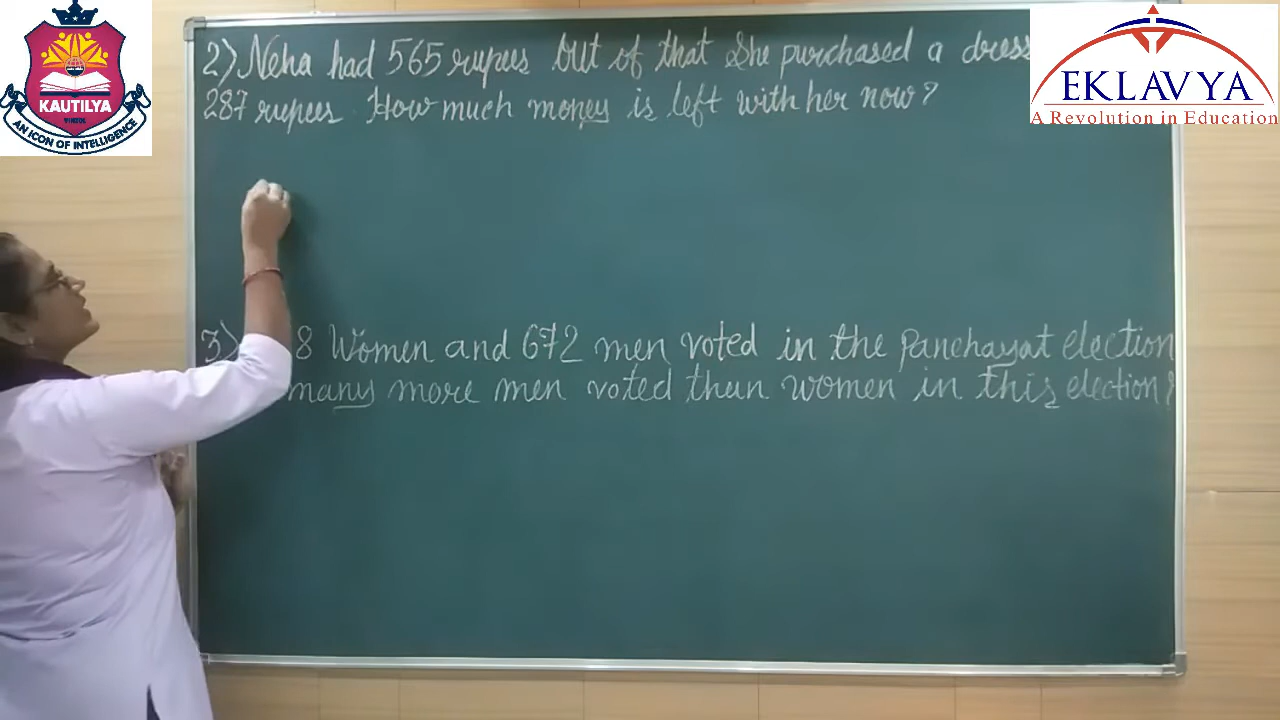 2) Neha had 565 rupees out of that she purchased a dress
287 rupees. How much money is left with her now?
3) 8 Women and 672 men voted in the Panchayat election
many more men voted than women in this election?
KAUTILYA
AN ICON OF INTELLIGENCE
EKLAVYA
A Revolution in Education